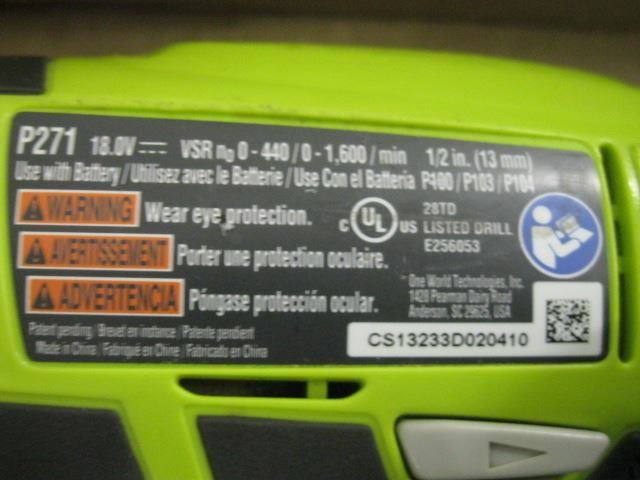 P271 18.0V VSR n0 0 - 440 / 0 - 1,600 / min 1/2 in. (13 mm)
Use with Battery / Utilisez avec le Batterie / Use Con el Batteria P100 / P103 / P104
WARNING Wear eye protection.
AVERTISSEMENT Porter une protection oculaire.
ADVERTENCIA Póngase protección ocular.
C UL US
28TD
LISTED DRILL
E256053
One World Technologies, Inc.
1428 Pearman Dairy Road
Anderson, SC 29625, USA
Patent pending / Brevet en instance / Patente pendient
Made in China / Fabriqué en Chine / Fabricado en China
CS13233D020410